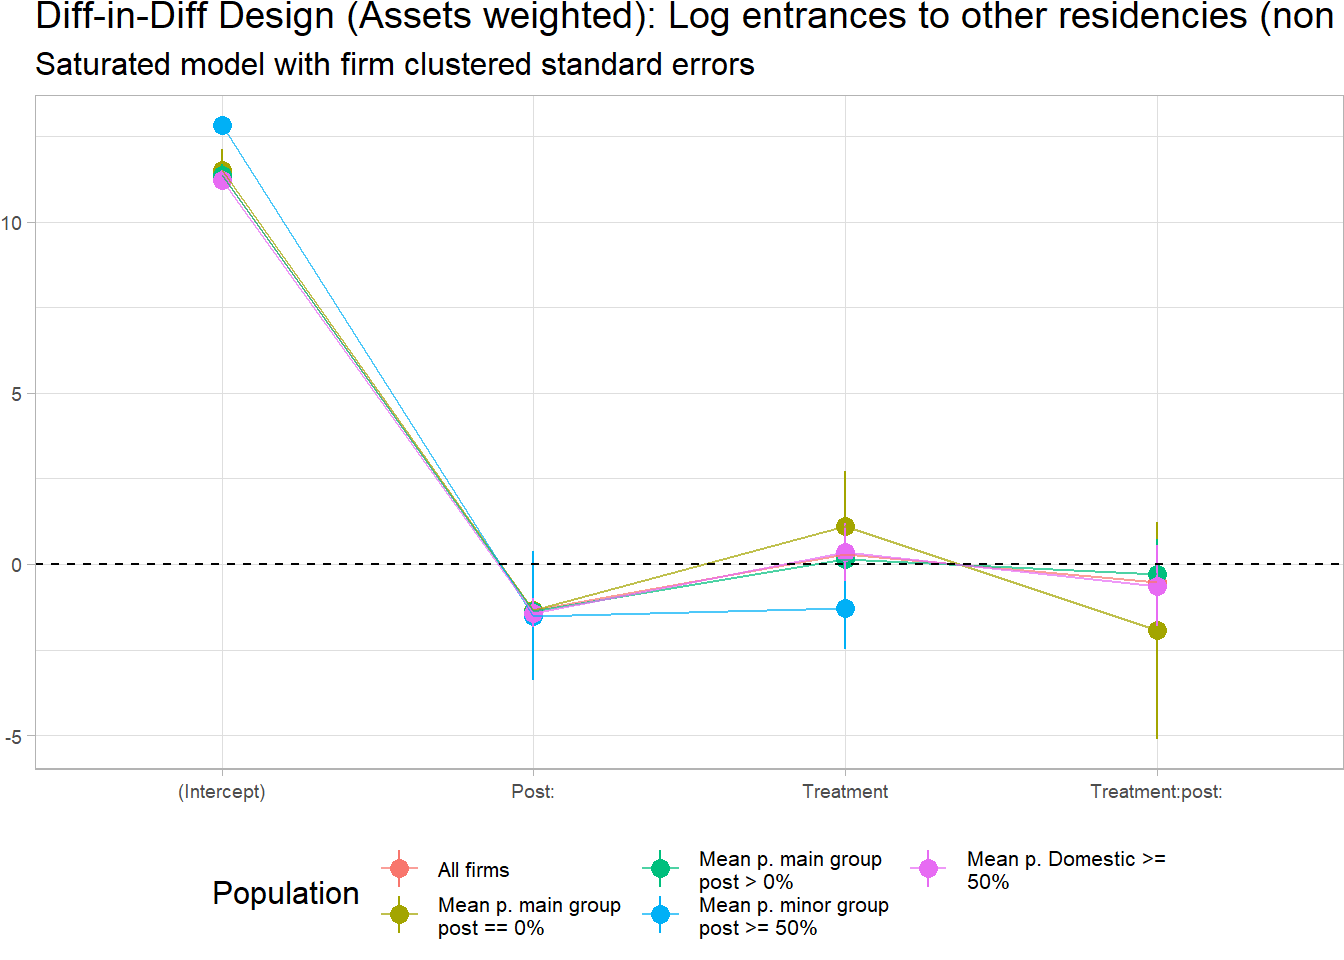 Diff-in-Diff Design (Assets weighted): Log entrances to other residencies (non
Saturated model with firm clustered standard errors
10
5
0
-5
(Intercept)
Post:
Treatment
Treatment:post:
Population
All firms
Mean p. main group
post == 0%
Mean p. main group
post > 0%
Mean p. minor group
post >= 50%
Mean p. Domestic >=
50%